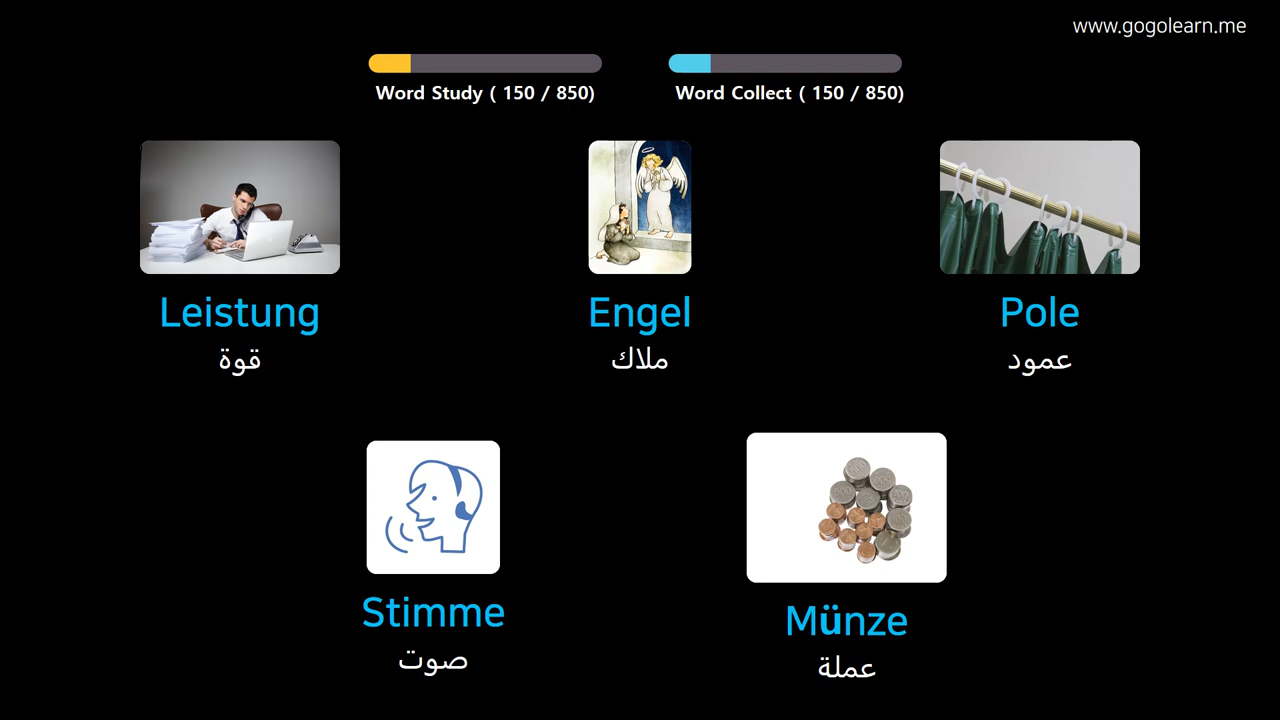 www.gogolearn.me
Word Study ( 150 / 850)
Word Collect ( 150 / 850)
Leistung
قوة
Engel
ملاك
Pole
عمود
Stimme
صوت
Münze
عملة